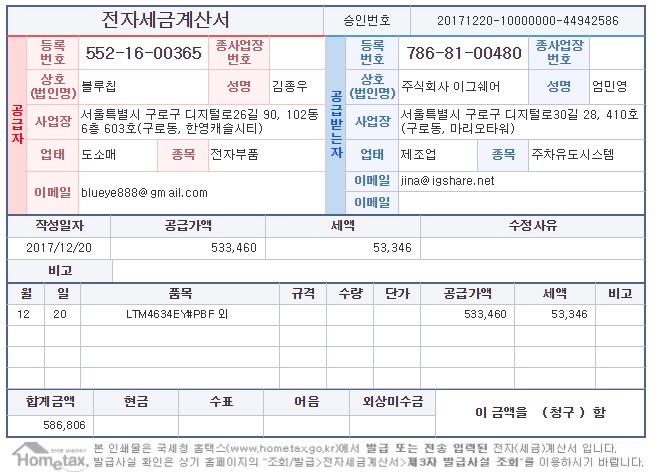 전자세금계산서 승인번호 20171220-10000000-44942586
공급자
등록번호 552-16-00365 종사업장번호
상호(법인명) 블루칩 성명 김종우
사업장 서울특별시 구로구 디지털로26길 90, 102동 6층 603호(구로동, 한영캐슬시티)
업태 도소매 종목 전자부품
이메일 blueye888@gmail.com
공급받는자
등록번호 786-81-00480 종사업장번호
상호(법인명) 주식회사 이그쉐어 성명 엄민영
사업장 서울특별시 구로구 디지털로30길 28, 410호(구로동, 마리오타워)
업태 제조업 종목 주차유도시스템
이메일 jina@igshare.net
이메일
작성일자 공급가액 세액 수정사유
2017/12/20 533,460 53,346
비고
월 일 품목 규격 수량 단가 공급가액 세액 비고
12 20 LTM4634EY#PBF 외 533,460 53,346
합계금액 현금 수표 어음 외상미수금 이 금액을 (청구) 함
586,806
Hometax.
본 인쇄물은 국세청 홈택스(www.hometax.go.kr)에서 발급 또는 전송 입력된 전자(세금)계산서 입니다.
발급사실 확인은 상기 홈페이지의 "조회/발급>전자세금계산서>제3자 발급사실 조회"를 이용하시기 바랍니다.